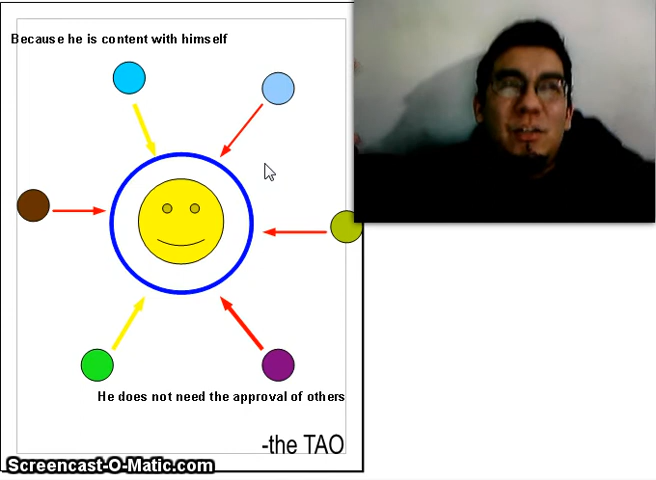 Because he is content with himself
He does not need the approval of others
-the TAO
Screencast-O-Matic.com